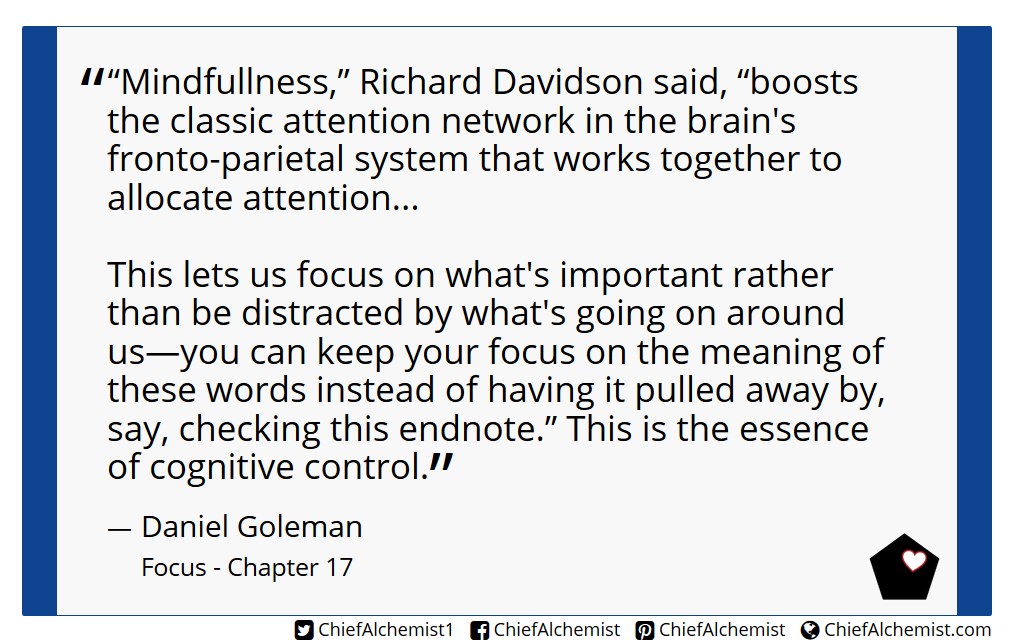 ““Mindfullness,” Richard Davidson said, “boosts
the classic attention network in the brain's
fronto-parietal system that works together to
allocate attention...
This lets us focus on what's important rather
than be distracted by what's going on around
us—you can keep your focus on the meaning of
these words instead of having it pulled away by,
say, checking this endnote.” This is the essence
of cognitive control.”
— Daniel Goleman
Focus - Chapter 17
ChiefAlchemist1 ChiefAlchemist ChiefAlchemist ChiefAlchemist.com